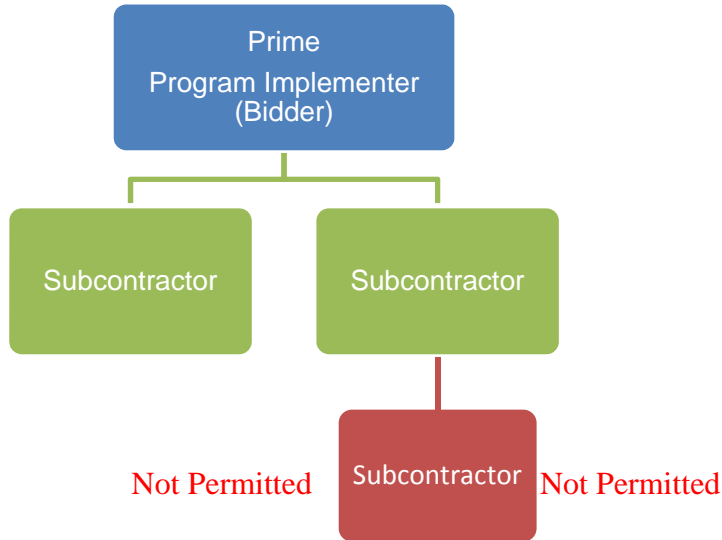 Prime
Program Implementer
(Bidder)
Subcontractor
Subcontractor
Not Permitted
Subcontractor
Not Permitted